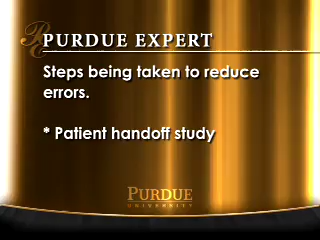 PURDUE EXPERT
Steps being taken to reduce
errors.
* Patient handoff study
PURDUE
UNIVERSITY